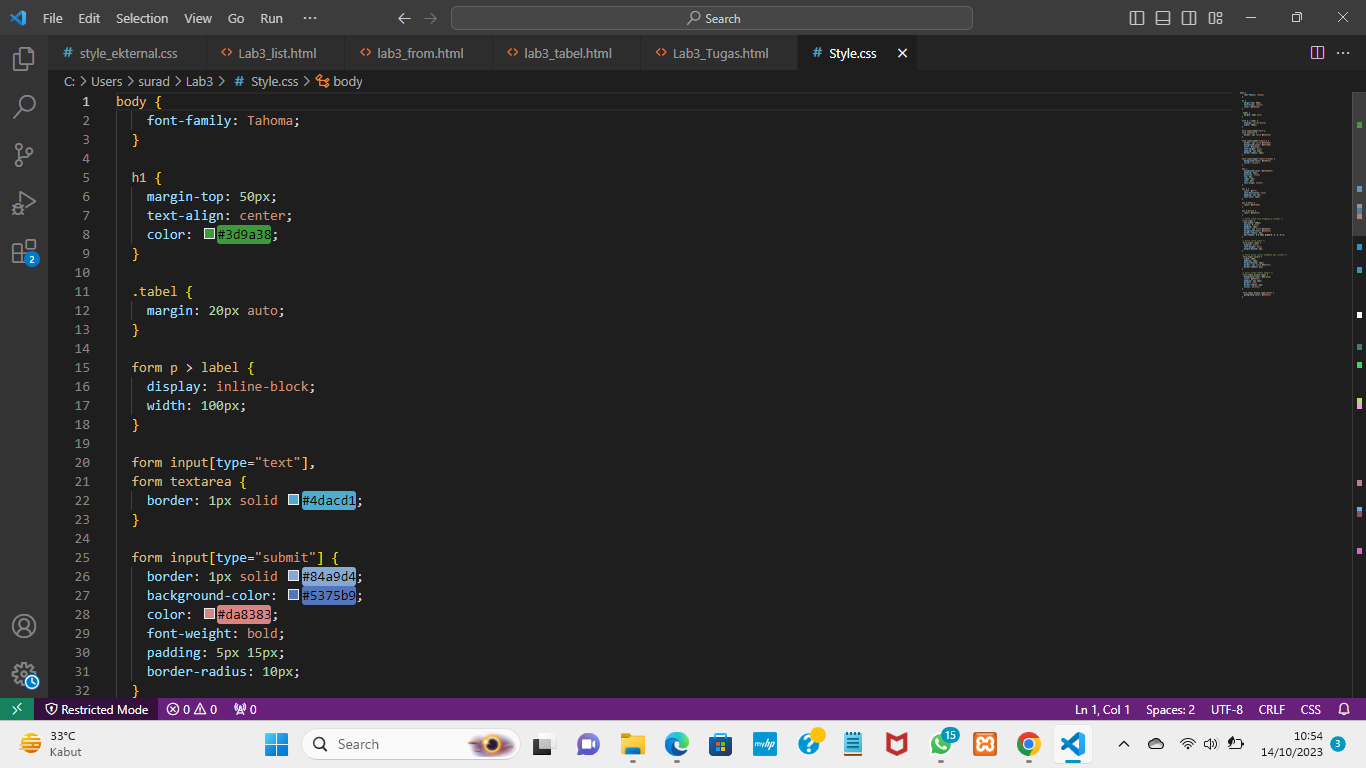 File Edit Selection View Go Run ··· Search
style_ekternal.css Lab3_list.html lab3_from.html lab3_tabel.html Lab3_Tugas.html Style.css
C: > Users > surad > Lab3 > # Style.css > body
1 body {
2 font-family: Tahoma;
3 }
4
5 h1 {
6 margin-top: 50px;
7 text-align: center;
8 color: #3d9a38;
9 }
10
11 .tabel {
12 margin: 20px auto;
13 }
14
15 form p > label {
16 display: inline-block;
17 width: 100px;
18 }
19
20 form input[type="text"],
21 form textarea {
22 border: 1px solid #4dacd1;
23 }
24
25 form input[type="submit"] {
26 border: 1px solid #84a9d4;
27 background-color: #5375b9;
28 color: #da8383;
29 font-weight: bold;
30 padding: 5px 15px;
31 border-radius: 10px;
32 }
2
Restricted Mode 0 0 0 Ln 1, Col 1 Spaces: 2 UTF-8 CRLF CSS
33°C
Kabut
Search
myhp
15
10:54
14/10/2023
3